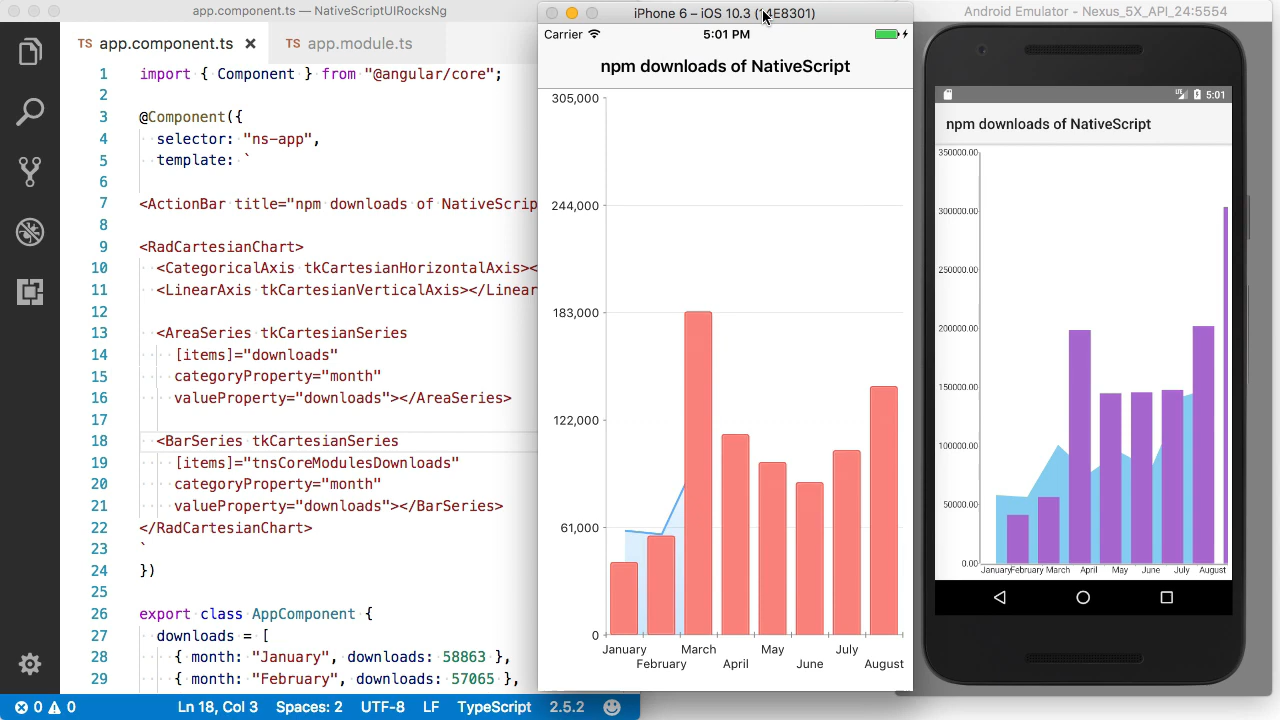 app.component.ts — NativeScriptUIRocksNg
TS app.component.ts ×
TS app.module.ts
1 import { Component } from "@angular/core";
2
3 @Component({
4 selector: "ns-app",
5 template: `
6
7 <ActionBar title="npm downloads of NativeScrip
8
9 <RadCartesianChart>
10 <CategoricalAxis tkCartesianHorizontalAxis><
11 <LinearAxis tkCartesianVerticalAxis></Linear
12
13 <AreaSeries tkCartesianSeries
14 [items]="downloads"
15 categoryProperty="month"
16 valueProperty="downloads"></AreaSeries>
17
18 <BarSeries tkCartesianSeries
19 [items]="tnsCoreModulesDownloads"
20 categoryProperty="month"
21 valueProperty="downloads"></BarSeries>
22 </RadCartesianChart>
23 `
24 })
25
26 export class AppComponent {
27 downloads = [
28 { month: "January", downloads: 58863 },
29 { month: "February", downloads: 57065 },
0 0 Ln 18, Col 3 Spaces: 2 UTF-8 LF TypeScript 2.5.2
iPhone 6 – iOS 10.3 (14E8301)
Carrier 5:01 PM
npm downloads of NativeScript
305,000
244,000
183,000
122,000
61,000
0
January March May July
February April June August
Android Emulator - Nexus_5X_API_24:5554
LTE 5:01
npm downloads of NativeScript
350000.00
300000.00
250000.00
200000.00
150000.00
100000.00
50000.00
0.00
January February March April May June July August